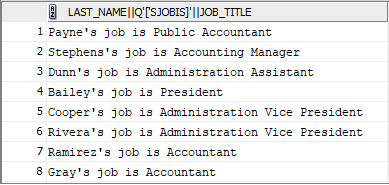 LAST_NAME||Q'['SJOBIS]'||JOB_TITLE
1 Payne's job is Public Accountant
2 Stephens's job is Accounting Manager
3 Dunn's job is Administration Assistant
4 Bailey's job is President
5 Cooper's job is Administration Vice President
6 Rivera's job is Administration Vice President
7 Ramirez's job is Accountant
8 Gray's job is Accountant